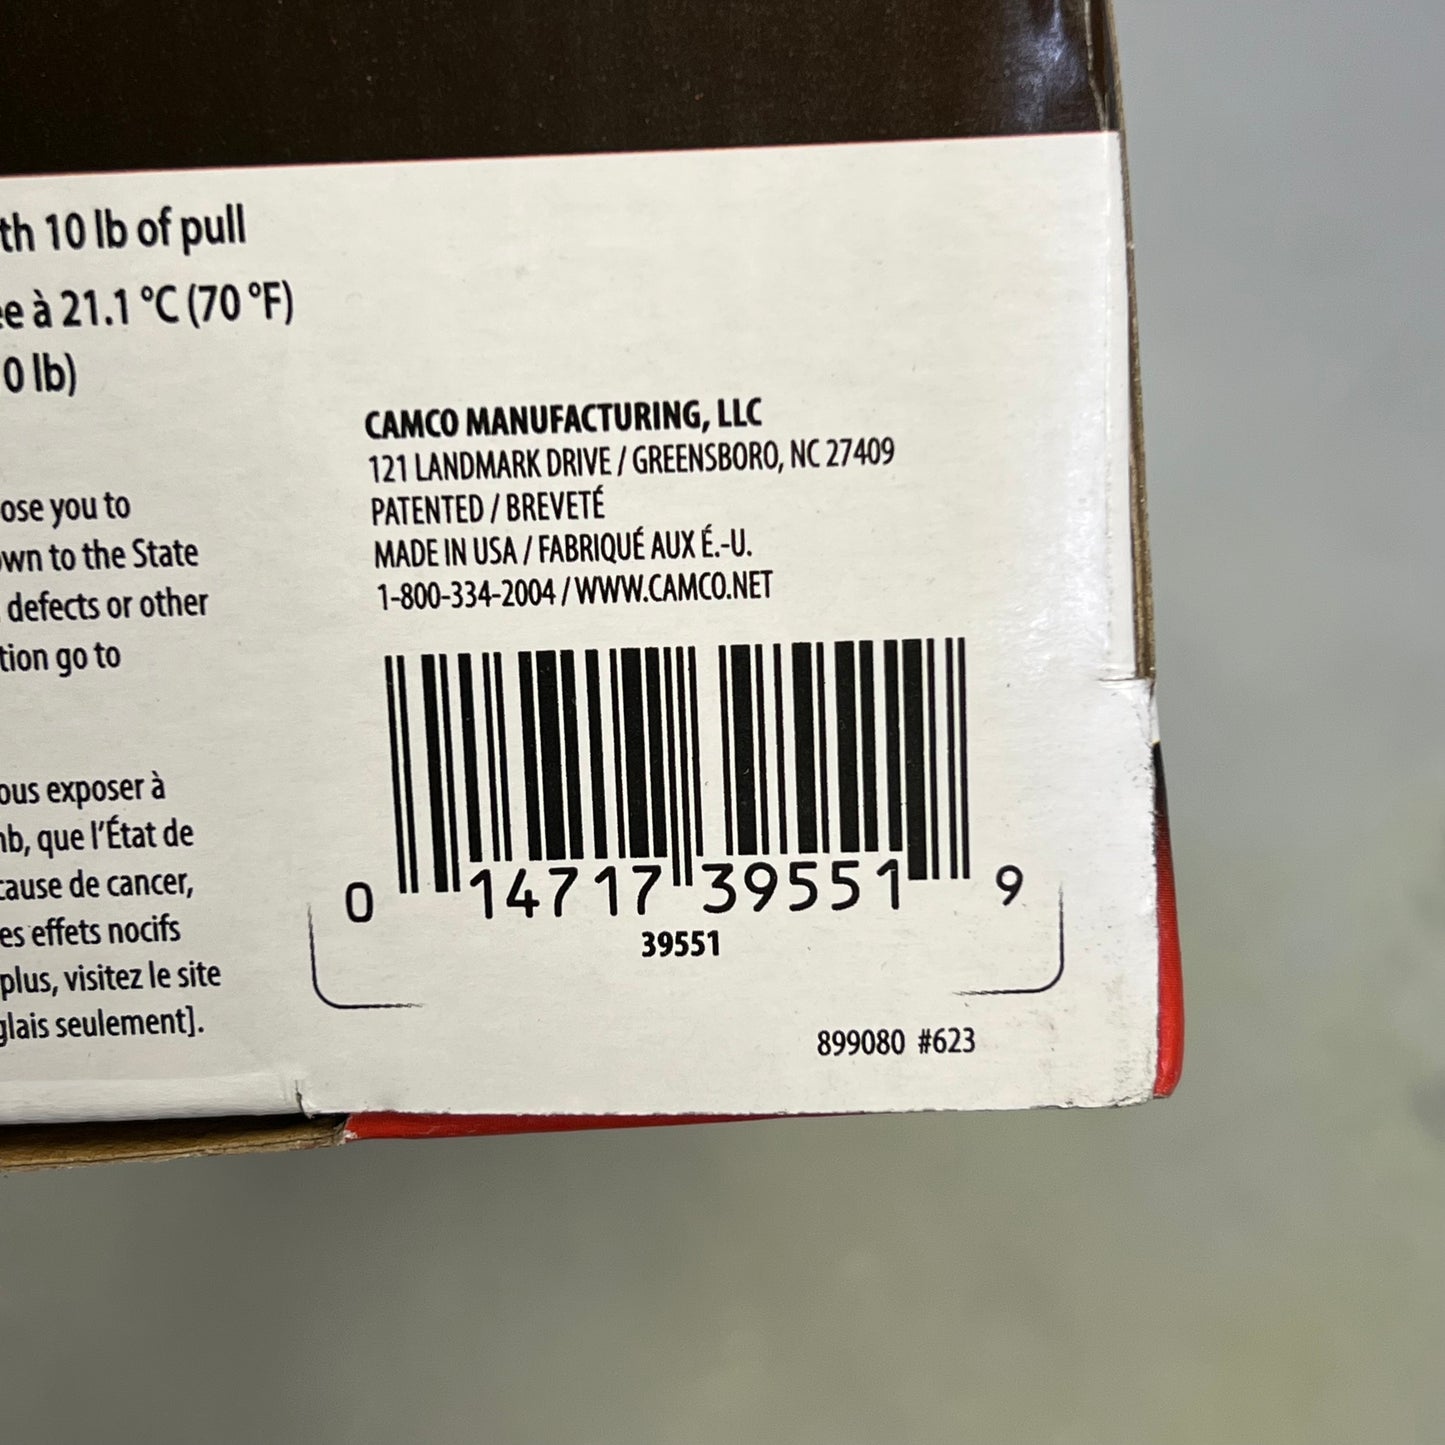 th 10 lb of pull
ee à 21.1 °C (70 °F)
0 lb)
CAMCO MANUFACTURING, LLC
121 LANDMARK DRIVE / GREENSBORO, NC 27409
PATENTED / BREVETÉ
MADE IN USA / FABRIQUÉ AUX É.-U.
1-800-334-2004 / WWW.CAMCO.NET
ose you to
own to the State
defects or other
tion go to
ous exposer à
mb, que l'État de
cause de cancer,
es effets nocifs
plus, visitez le site
glais seulement].
0 14717 39551 9
39551
899080 #623